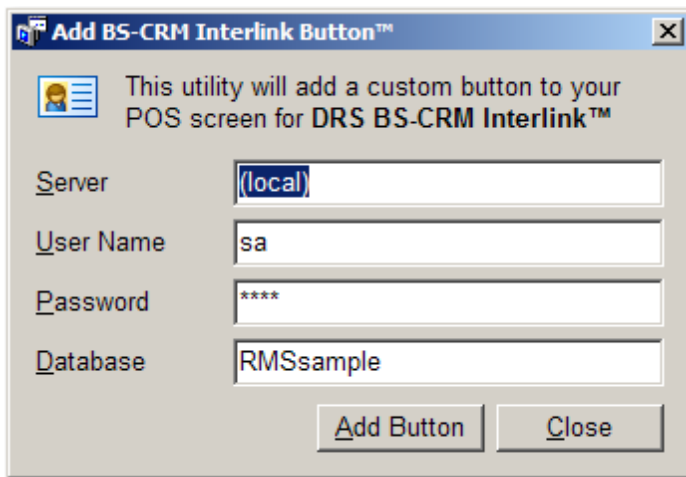 Add BS-CRM Interlink Button™
This utility will add a custom button to your
POS screen for DRS BS-CRM Interlink™
Server
(local)
User Name
sa
Password
****
Database
RMSsample
Add Button
Close